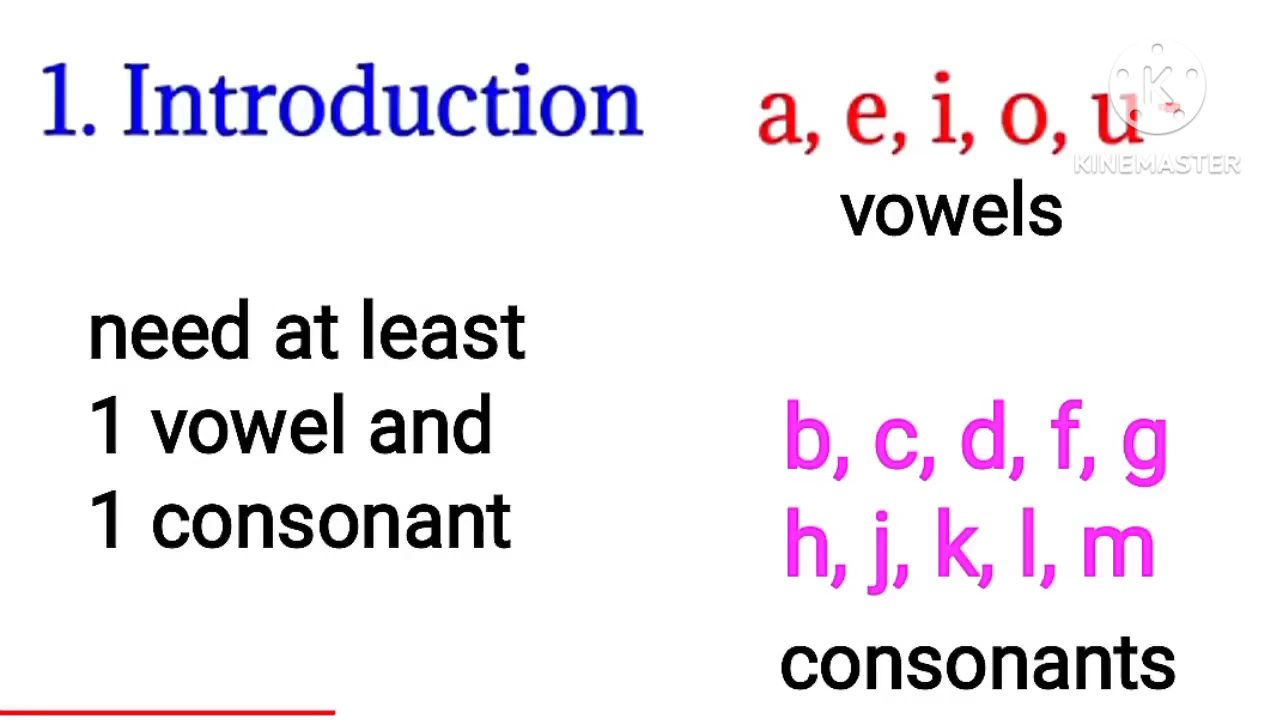 1. Introduction
a, e, i, o, u
K
KINEMASTER
vowels
need at least
1 vowel and
1 consonant
b, c, d, f, g
h, j, k, l, m
consonants